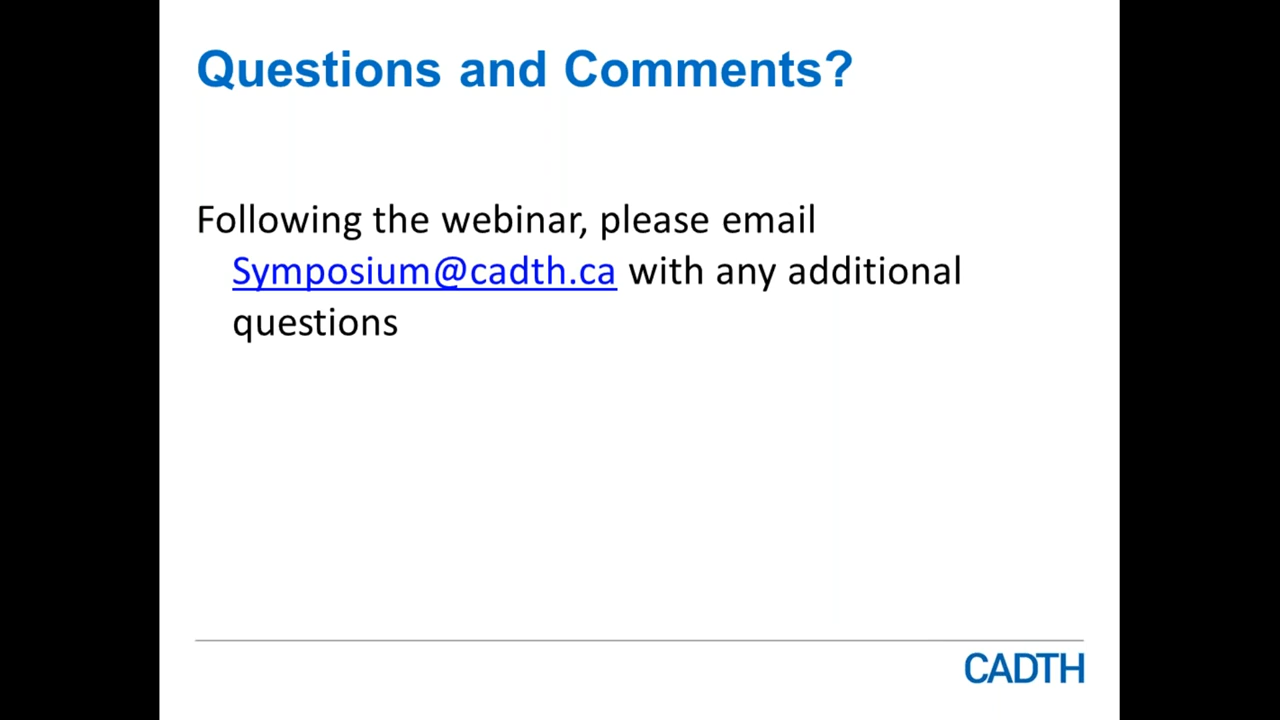 Questions and Comments?
Following the webinar, please email
Symposium@cadth.ca with any additional
questions
CADTH